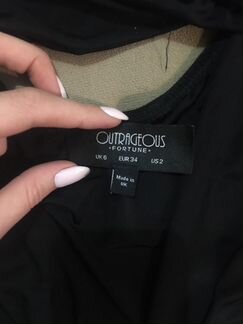 OUTRAGEOUS
•FORTUNE•
UK 6 EUR 34 US 2
Made in
UK